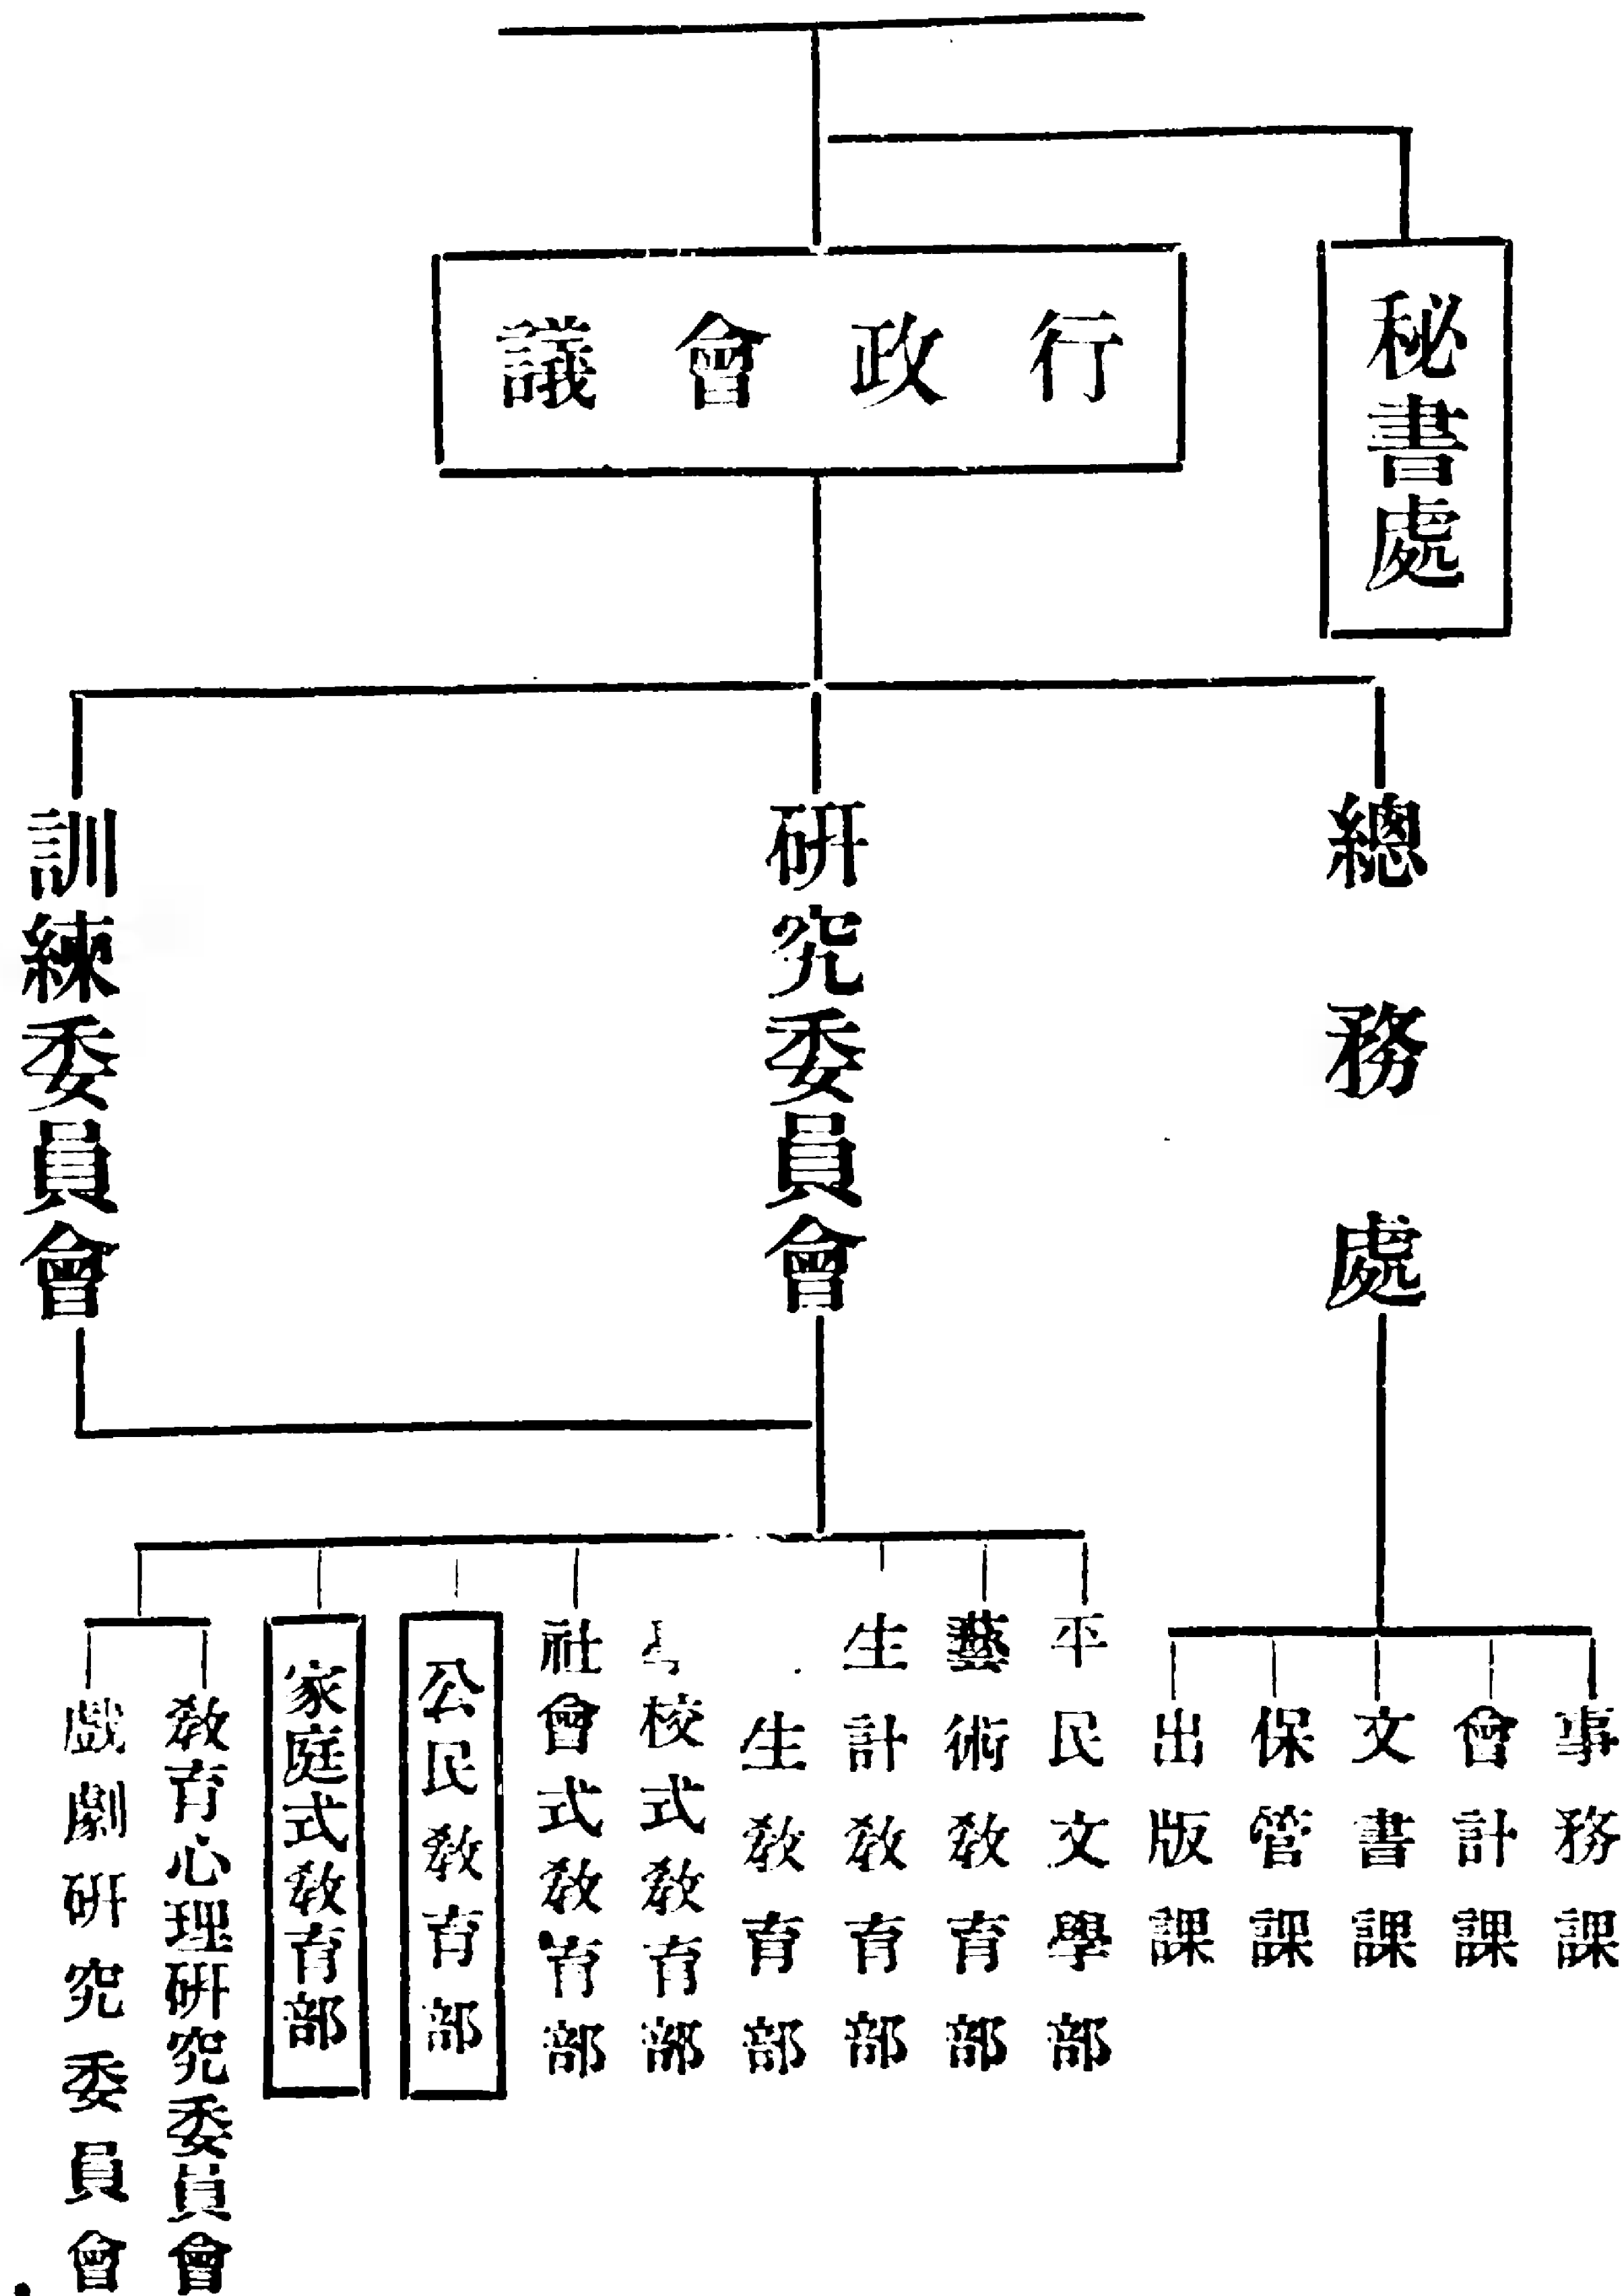 行政會議
秘書處
總務處
研究委員會
訓練委員會
事務課
會計課
文書課
保管課
出版課
平民文學部
藝術教育部
生計教育部
生教育部
校式教育部
社會式教育部
公民教育部
家庭式教育部
教育心理研究委員會
戲劇研究委員會